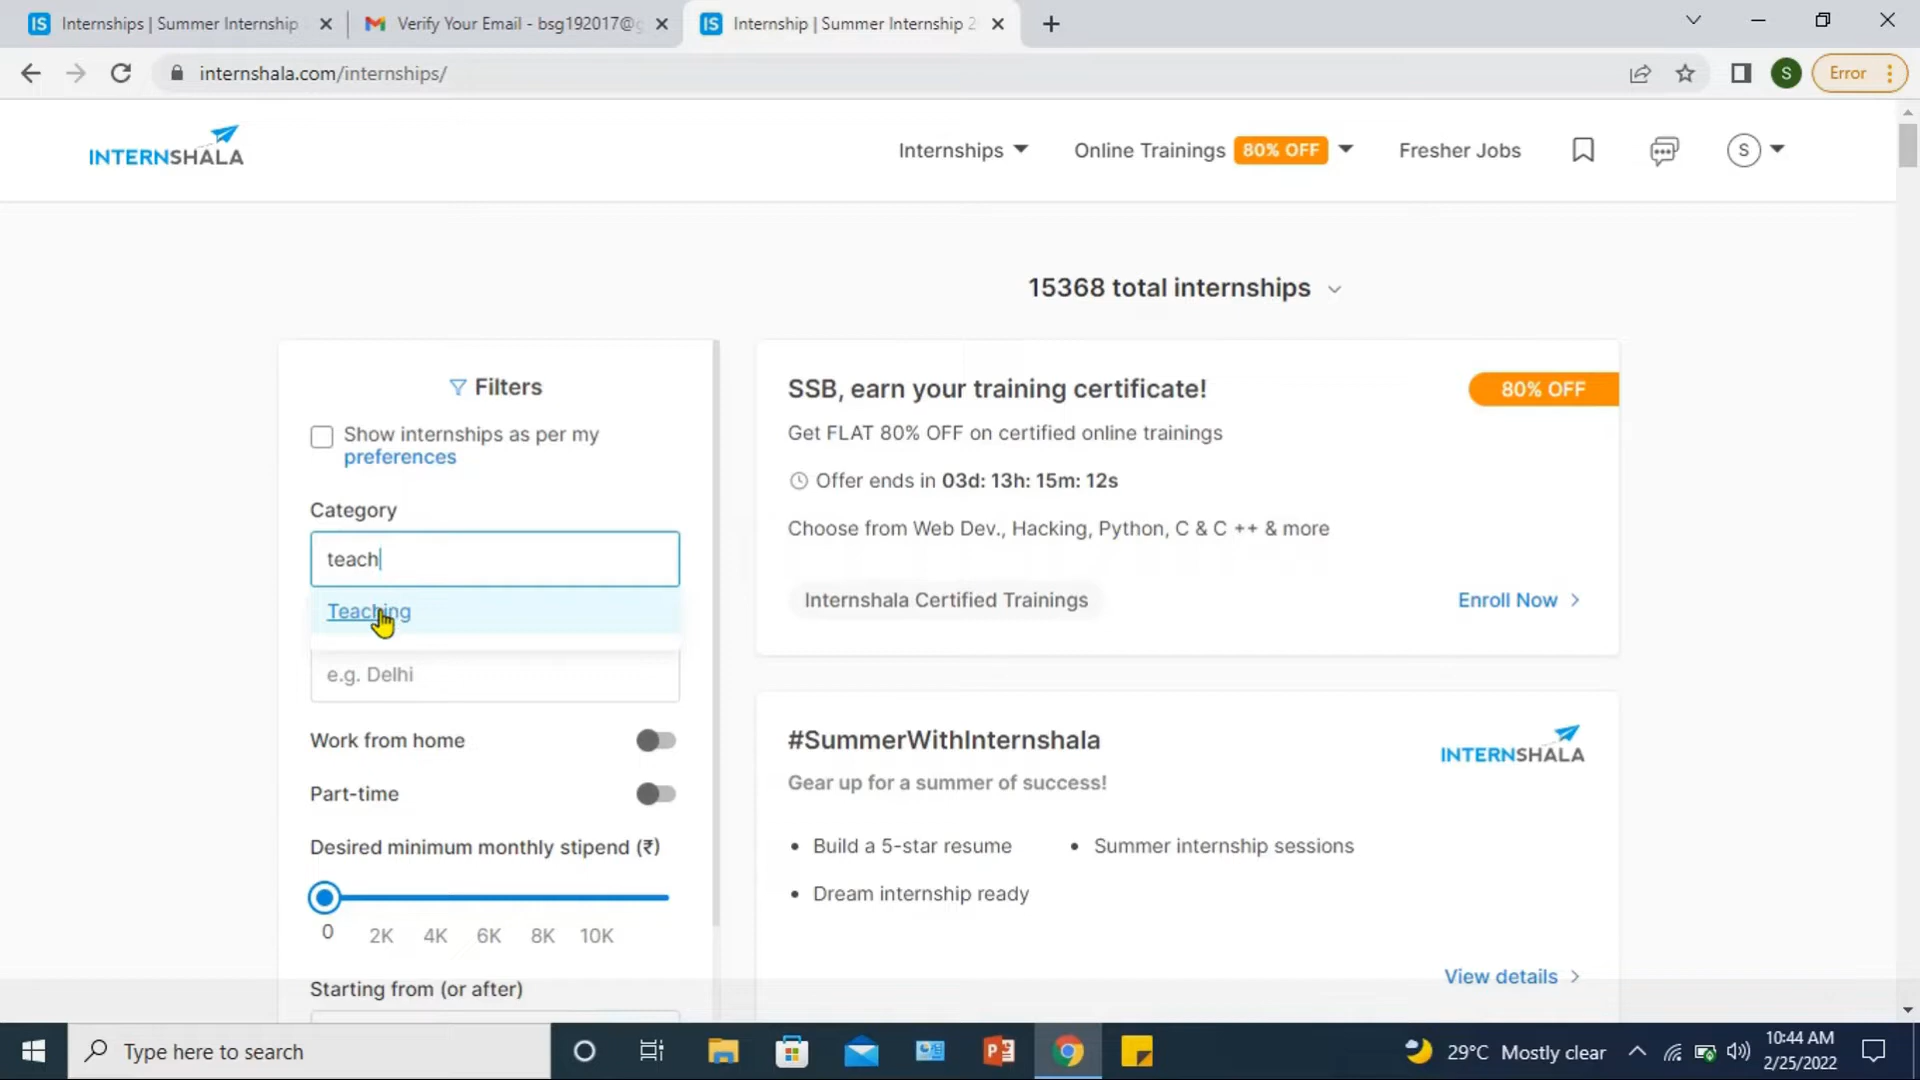 IS Internships | Summer Internship
Verify Your Email - bsg192017@g
IS Internship | Summer Internship 2
internshala.com/internships/
S
Error
INTERNSHALA
Internships
Online Trainings 80% OFF
Fresher Jobs
S
15368 total internships
Filters
Show internships as per my
preferences
Category
teach
Teaching
e.g. Delhi
Work from home
Part-time
Desired minimum monthly stipend (₹)
0 2K 4K 6K 8K 10K
Starting from (or after)
SSB, earn your training certificate!
80% OFF
Get FLAT 80% OFF on certified online trainings
Offer ends in 03d: 13h: 15m: 12s
Choose from Web Dev., Hacking, Python, C & C ++ & more
Internshala Certified Trainings
Enroll Now
#SummerWithInternshala
INTERNSHALA
Gear up for a summer of success!
• Build a 5-star resume
• Summer internship sessions
• Dream internship ready
View details
Type here to search
29°C Mostly clear
10:44 AM
2/25/2022